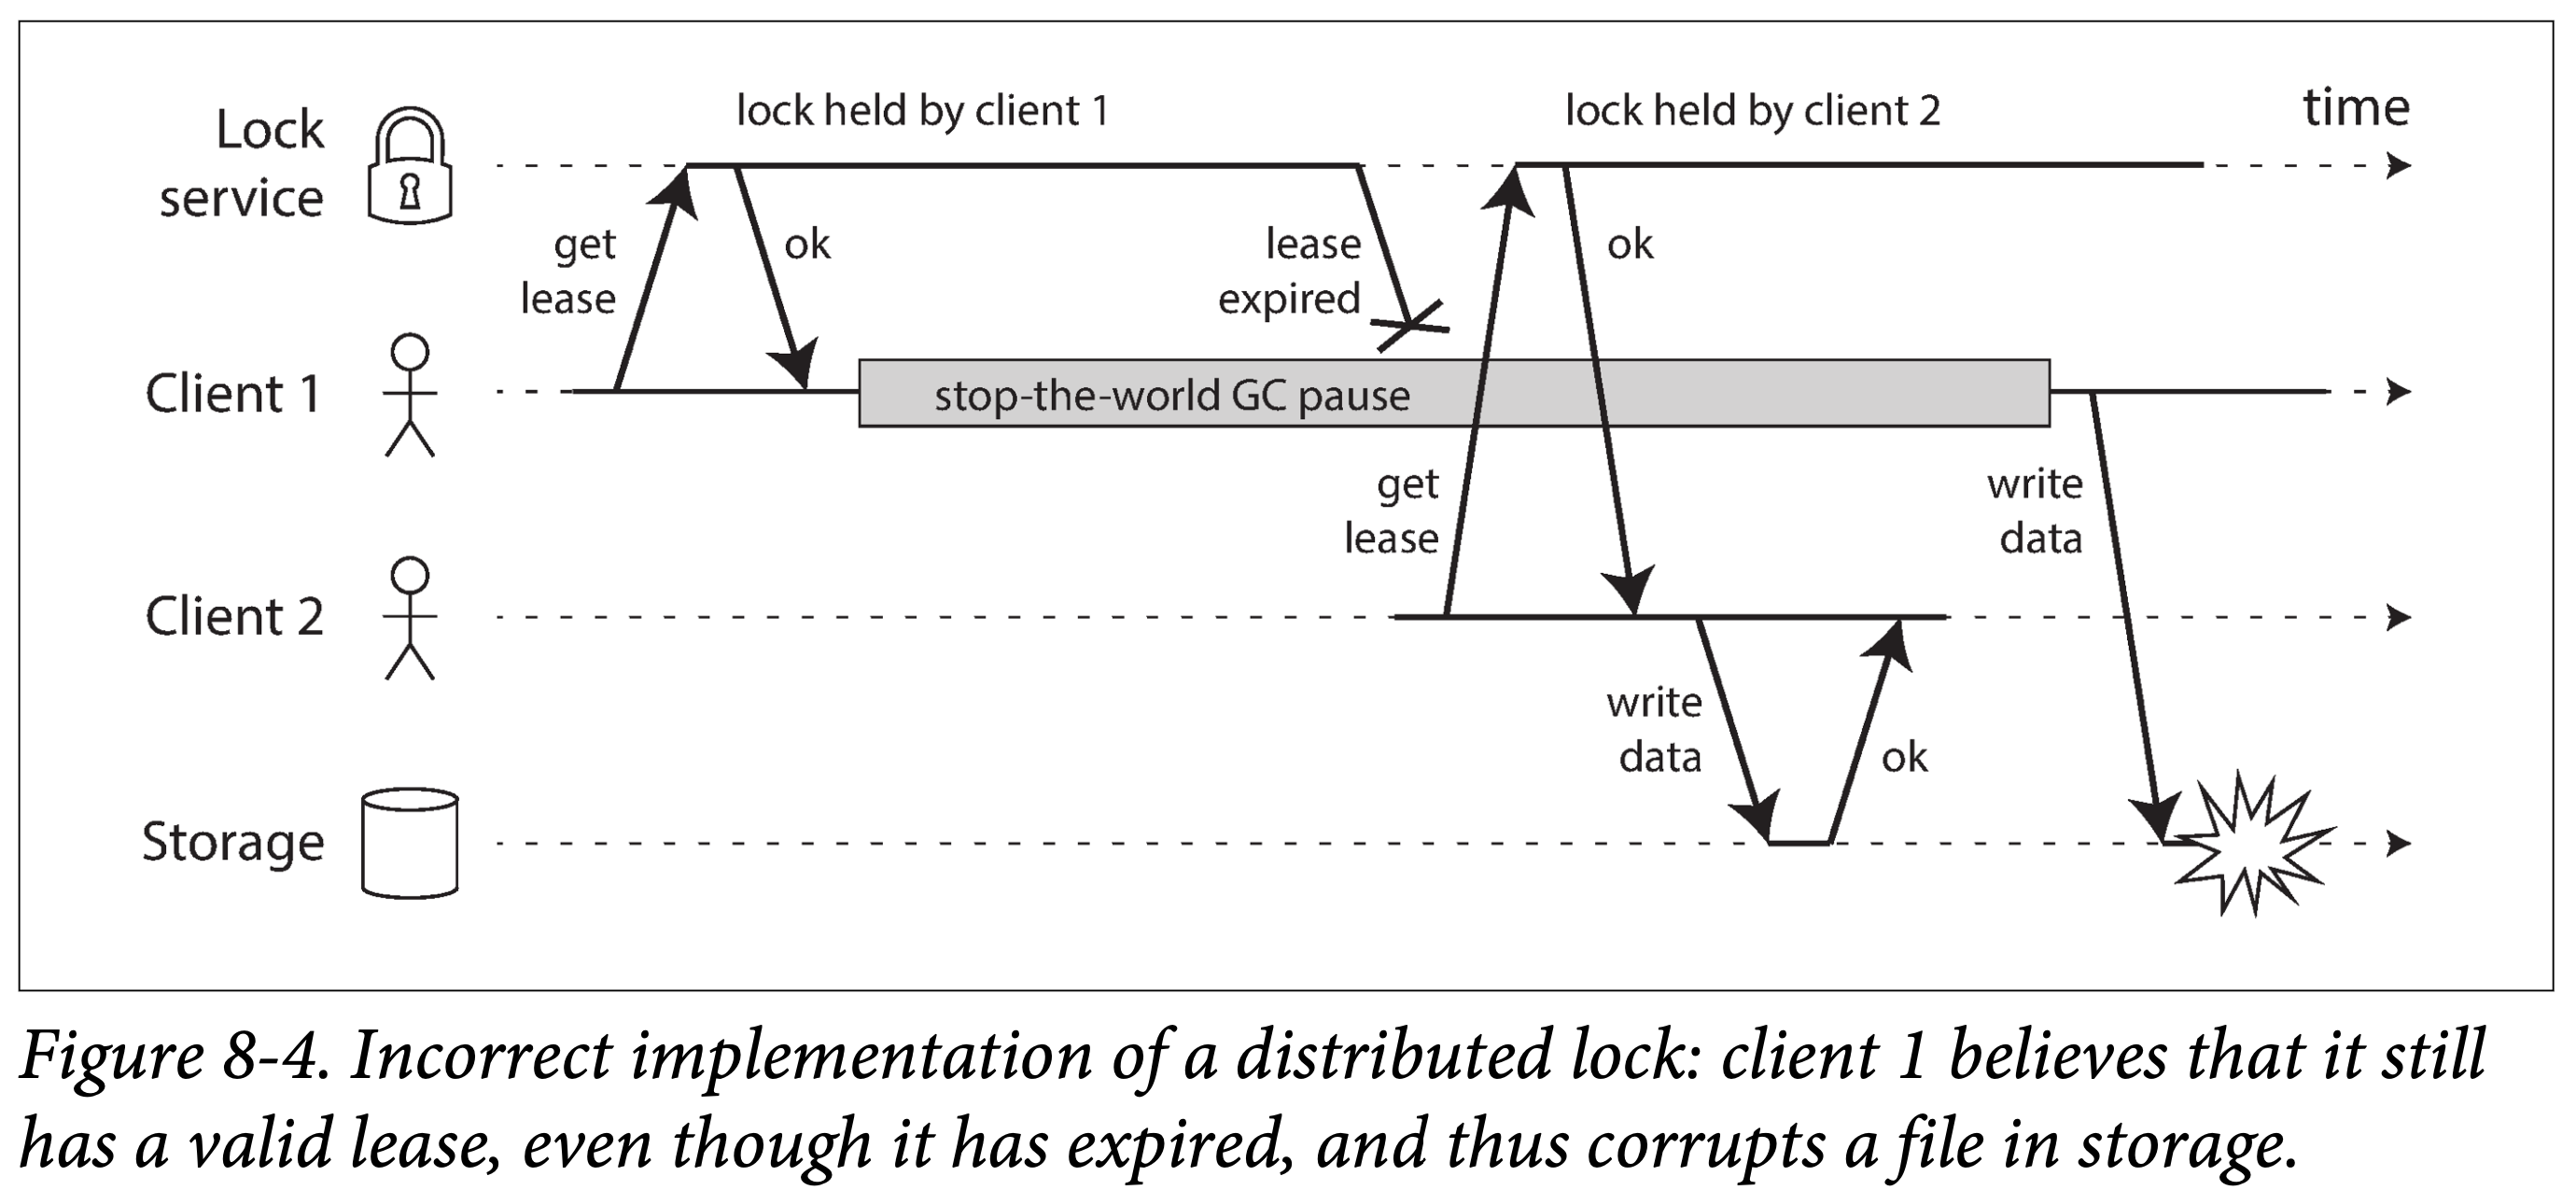 lock held by client 1
lock held by client 2
time
Lock
service
get
lease
ok
lease
expired
ok
Client 1
stop-the-world GC pause
get
lease
write
data
Client 2
write
data
ok
Storage
Figure 8-4. Incorrect implementation of a distributed lock: client 1 believes that it still
has a valid lease, even though it has expired, and thus corrupts a file in storage.